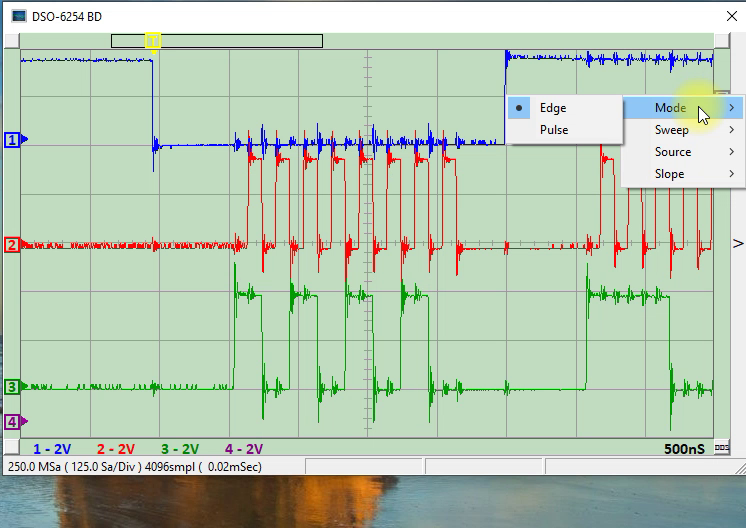 DSO-6254 BD
T
1
Edge
Pulse
Mode
Sweep
Source
Slope
2
3
4
1 - 2V 2 - 2V 3 - 2V 4 - 2V 500nS DDS
250.0 MSa ( 125.0 Sa/Div ) 4096smpl ( 0.02mSec)